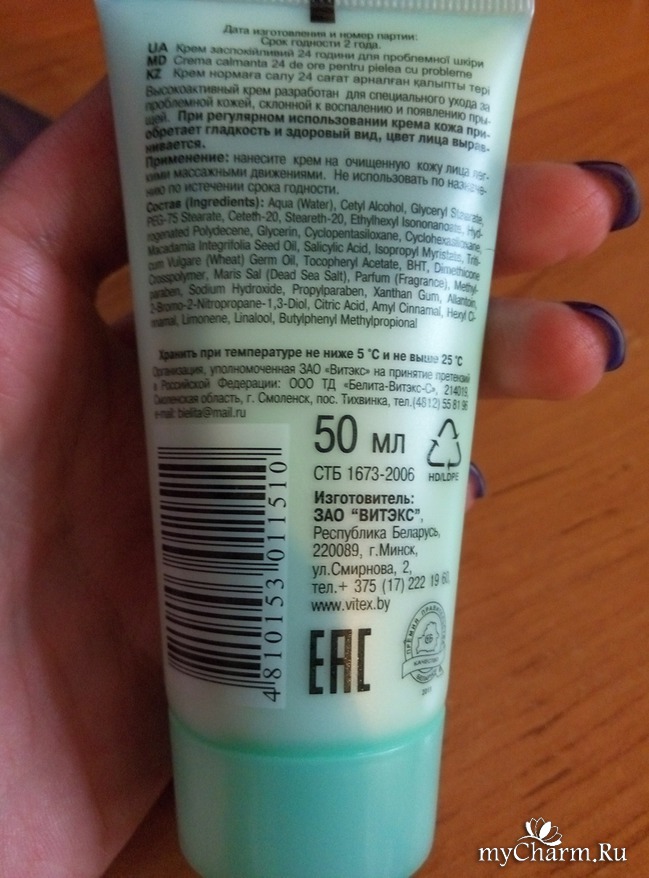 Дата изготовления и номер партии:
Срок годности 2 года.
UA Крем заспокійливий 24 години для проблемної шкіри
MD Crema calmanta 24 de ore pentru pielea cu probleme
KZ Крем нормаға салу 24 сағат арналған қалыпты тері
Высокоактивный крем разработан для специального ухода за
проблемной кожей, склонной к воспалению и появлению пры-
щей. При регулярном использовании крема кожа при-
обретает гладкость и здоровый вид, цвет лица вырав-
нивается.
Применение: нанесите крем на очищенную кожу лица лег-
кими массажными движениями. Не использовать по назначе-
нию по истечении срока годности.
Состав (Ingredients): Aqua (Water), Cetyl Alcohol, Glyceryl Stearate,
PEG-75 Stearate, Ceteth-20, Steareth-20, Ethylhexyl Isononanoate, Hyd-
rogenated Polydecene, Glycerin, Cyclopentasiloxane, Cyclohexasiloxane,
Macadamia Integrifolia Seed Oil, Salicylic Acid, Isopropyl Myristate, Triti-
cum Vulgare (Wheat) Germ Oil, Tocopheryl Acetate, BHT, Dimethicone
Crosspolymer, Maris Sal (Dead Sea Salt), Parfum (Fragrance), Methyl-
paraben, Sodium Hydroxide, Propylparaben, Xanthan Gum, Allantoin,
2-Bromo-2-Nitropropane-1,3-Diol, Citric Acid, Amyl Cinnamal, Hexyl Ci-
nnamal, Limonene, Linalool, Butylphenyl Methylpropional
Хранить при температуре не ниже 5 °С и не выше 25 °С
Организация, уполномоченная ЗАО «Витэкс» на принятие претензий
в Российской Федерации: ООО ТД «Белита-Витэкс-С», 214019,
Смоленская область, г. Смоленск, пос. Тихвинка, тел.(4812) 55 81 96
e-mail: bielita@mail.ru
50 мл
HD/LDPE
СТБ 1673-2006
Изготовитель:
ЗАО "ВИТЭКС",
Республика Беларусь,
220089, г.Минск,
ул.Смирнова, 2,
тел.+ 375 (17) 222 19 60,
www.vitex.by
4 810153 011510
EAC
КАЧЕСТВО
myCharm.Ru